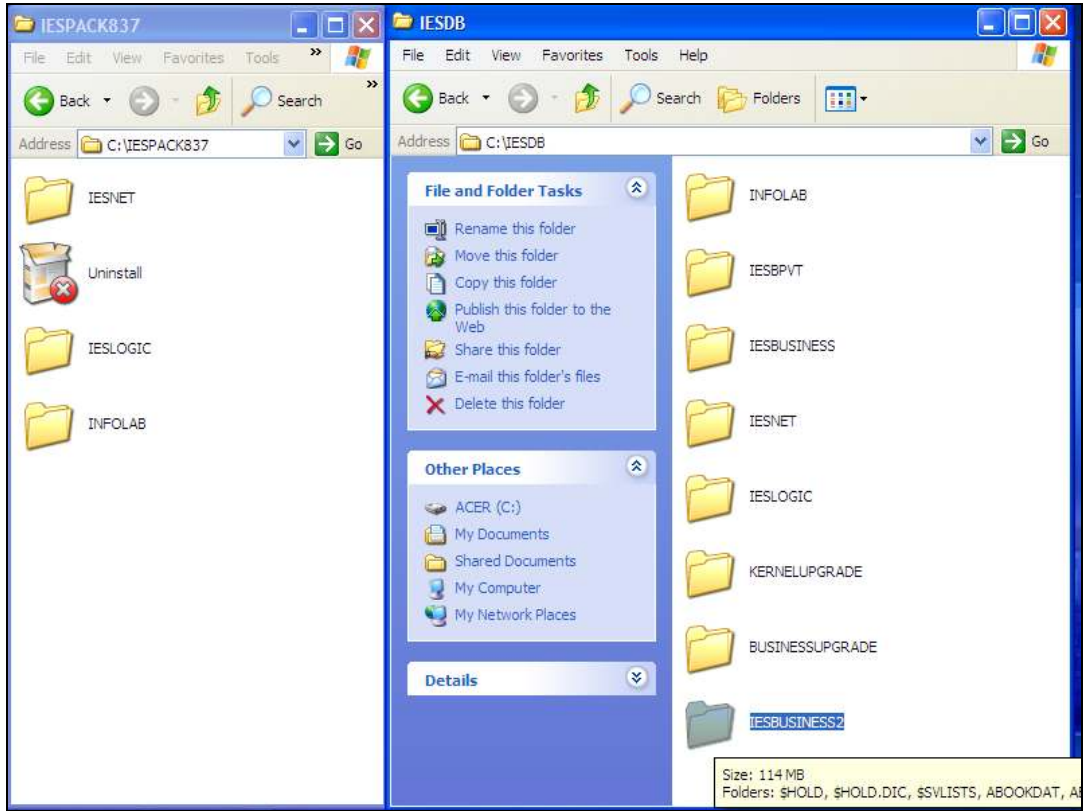 IESPACK837
File Edit View Favorites Tools »
Back Search »
Address C:\IESPACK837 Go
IESNET
Uninstall
IESLOGIC
INFOLAB
IESDB
File Edit View Favorites Tools Help
Back Search Folders
Address C:\IESDB Go
File and Folder Tasks
Rename this folder
Move this folder
Copy this folder
Publish this folder to the
Web
Share this folder
E-mail this folder's files
Delete this folder
Other Places
ACER (C:)
My Documents
Shared Documents
My Computer
My Network Places
Details
INFOLAB
IESBPVT
IESBUSINESS
IESNET
IESLOGIC
KERNELUPGRADE
BUSINESSUPGRADE
IESBUSINESS2
Size: 114 MB
Folders: $HOLD, $HOLD.DIC, $SVLISTS, ABOOKDAT,